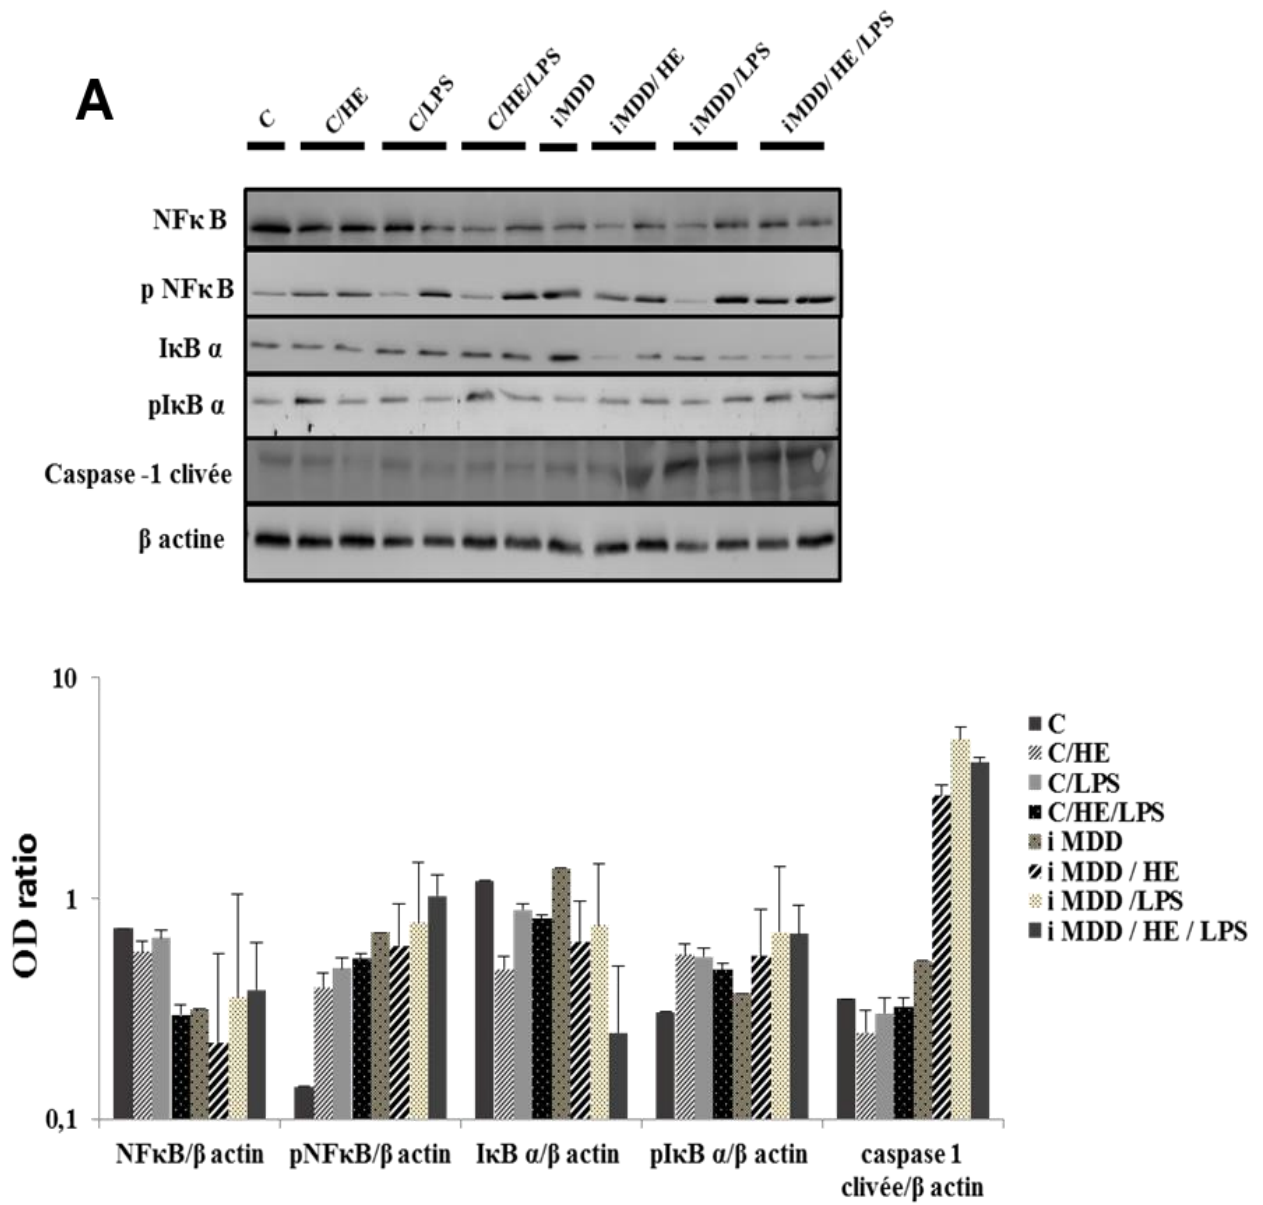 A
C
C/HE
C/LPS
C/HE/LPS
iMDD
iMDD/ HE
iMDD /LPS
iMDD/ HE /LPS
NFκ B
p NFκ B
IκB α
pIκB α
Caspase -1 clivée
β actine
10
1
0,1
OD ratio
NFκB/β actin
pNFκB/β actin
IκB α/β actin
pIκB α/β actin
caspase 1
clivée/β actin
C
C/HE
C/LPS
C/HE/LPS
i MDD
i MDD / HE
i MDD /LPS
i MDD / HE / LPS